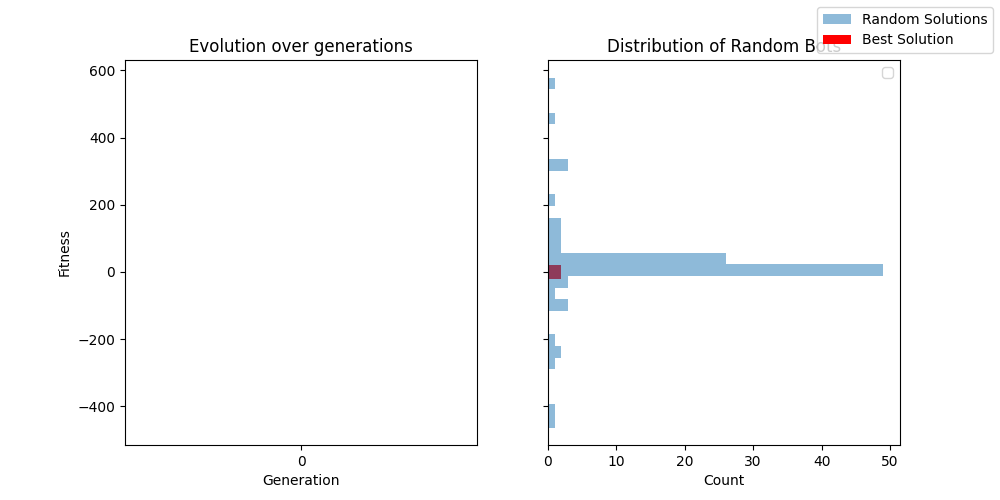 Random Solutions
Best Solution
Evolution over generations
Distribution of Random Bots
600
400
200
0
−200
−400
Fitness
0
Generation
0
10
20
30
40
50
Count